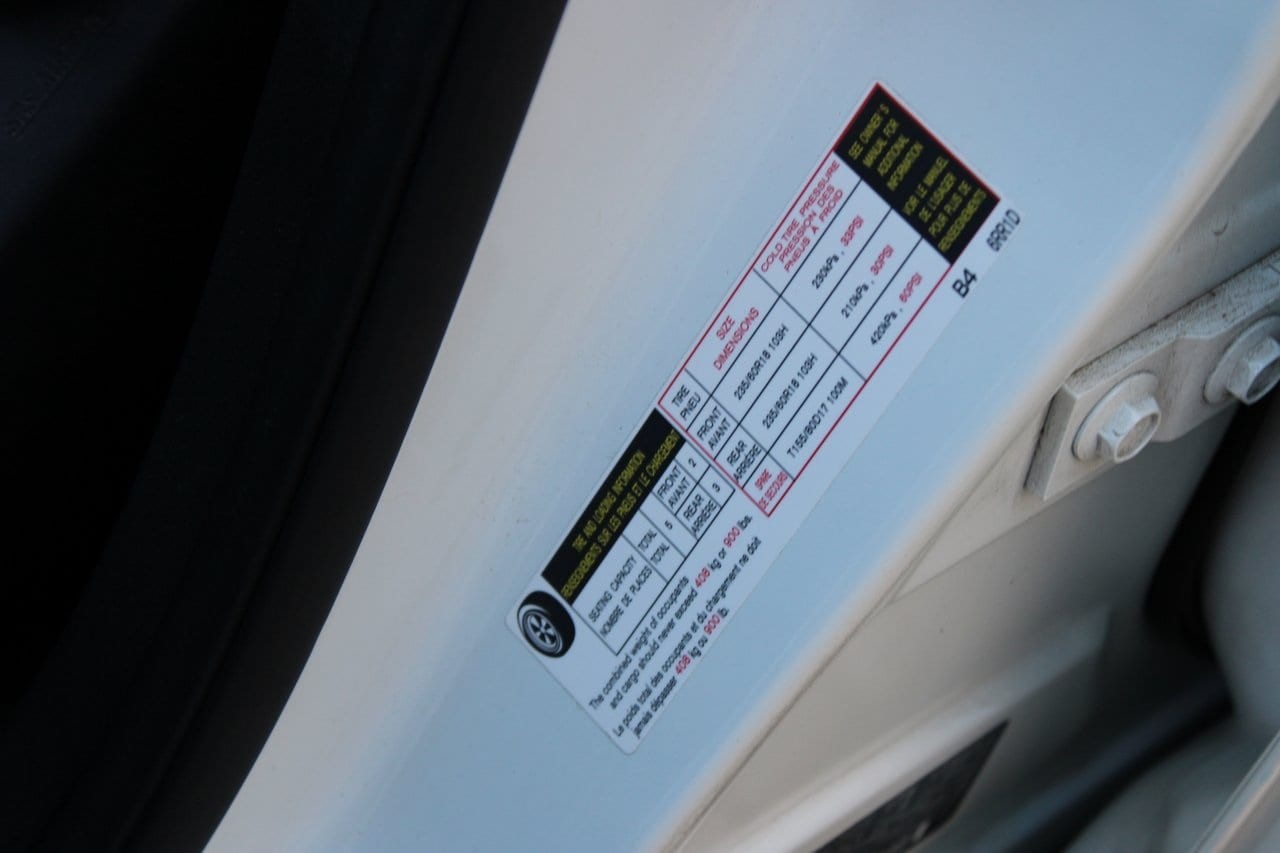 TIRE AND LOADING INFORMATION
RENSEIGNEMENTS SUR LES PNEUS ET LE CHARGEMENT
SEATING CAPACITY
NOMBRE DE PLACES
TOTAL
TOTAL
5
FRONT
AVANT
2
REAR
ARRIÈRE
3
The combined weight of occupants
and cargo should never exceed 408 kg or 900 lbs.
Le poids total des occupants et du chargement ne doit
jamais dépasser 408 kg ou 900 lb.
TIRE
PNEU
SIZE
DIMENSIONS
COLD TIRE PRESSURE
PRESSION DES
PNEUS À FROID
FRONT
AVANT
235/60R18 103H
230kPa , 33PSI
REAR
ARRIÈRE
235/60R18 103H
210kPa , 30PSI
SPARE
DE SECOURS
T155/80D17 100M
420kPa , 60PSI
SEE OWNER'S
MANUAL FOR
ADDITIONAL
INFORMATION
VOIR LE MANUEL
DE L'USAGER
POUR PLUS DE
RENSEIGNEMENTS
B4
6RR1D